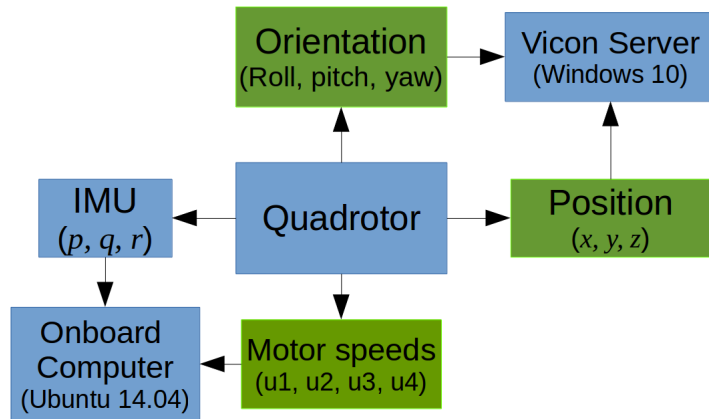 Orientation
(Roll, pitch, yaw)
Vicon Server
(Windows 10)
IMU
(p, q, r)
Quadrotor
Position
(x, y, z)
Onboard
Computer
(Ubuntu 14.04)
Motor speeds
(u1, u2, u3, u4)